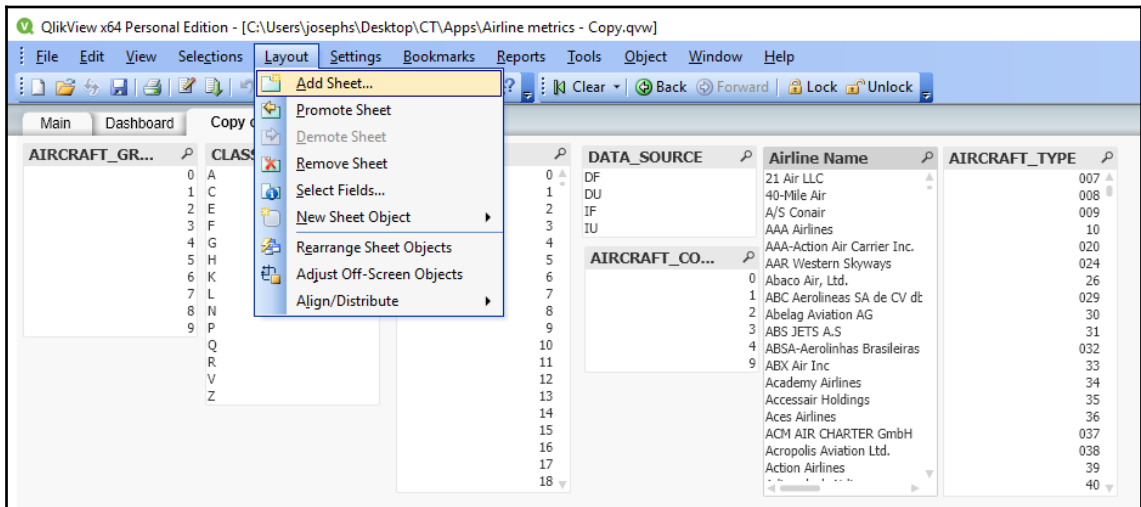 QlikView x64 Personal Edition - [C:\Users\josephs\Desktop\CT\Apps\Airline metrics - Copy.qvw]
File Edit View Selections Layout Settings Bookmarks Reports Tools Object Window Help
? Clear Back Forward Lock Unlock
Main Dashboard Copy
Add Sheet...
Promote Sheet
Demote Sheet
Remove Sheet
Select Fields...
New Sheet Object
Rearrange Sheet Objects
Adjust Off-Screen Objects
Align/Distribute
AIRCRAFT_GR...
0
1
2
3
4
5
6
7
8
9
CLASS
A
C
E
F
G
H
K
L
N
P
Q
R
V
Z
0
1
2
3
4
5
6
7
8
9
10
11
12
13
14
15
16
17
18
DATA_SOURCE
DF
DU
IF
IU
AIRCRAFT_CO...
0
1
2
3
4
9
Airline Name
21 Air LLC
40-Mile Air
A/S Conair
AAA Airlines
AAA-Action Air Carrier Inc.
AAR Western Skyways
Abaco Air, Ltd.
ABC Aerolineas SA de CV db
Abelag Aviation AG
ABS JETS A.S
ABSA-Aerolinhas Brasileiras
ABX Air Inc
Academy Airlines
Accessair Holdings
Aces Airlines
ACM AIR CHARTER GmbH
Acropolis Aviation Ltd.
Action Airlines
AIRCRAFT_TYPE
007
008
009
10
020
024
26
029
30
31
032
33
34
35
36
037
038
39
40